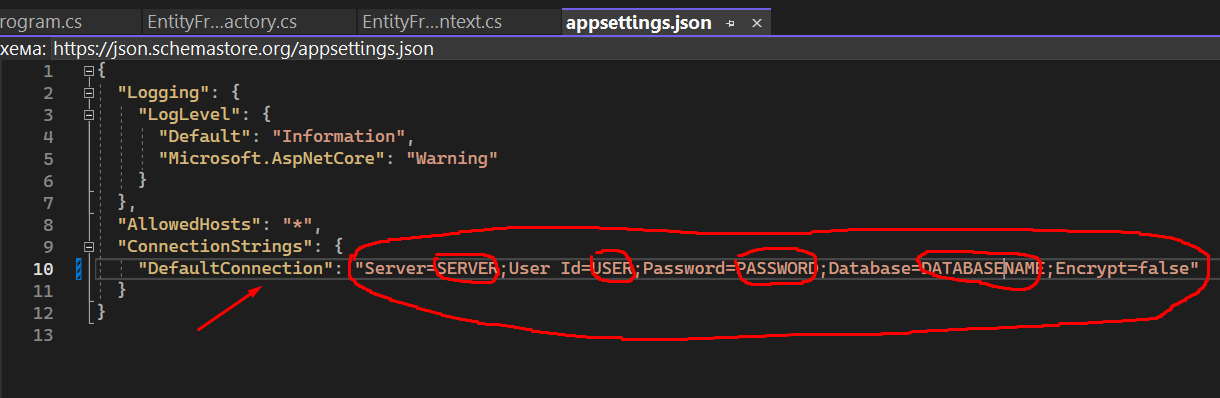 rogram.cs EntityFr...actory.cs EntityFr...ntext.cs appsettings.json
хема: https://json.schemastore.org/appsettings.json
1 {
2 "Logging": {
3 "LogLevel": {
4 "Default": "Information",
5 "Microsoft.AspNetCore": "Warning"
6 }
7 },
8 "AllowedHosts": "*",
9 "ConnectionStrings": {
10 "DefaultConnection": "Server=SERVER;User Id=USER;Password=PASSWORD;Database=DATABASENAME;Encrypt=false"
11 }
12 }
13